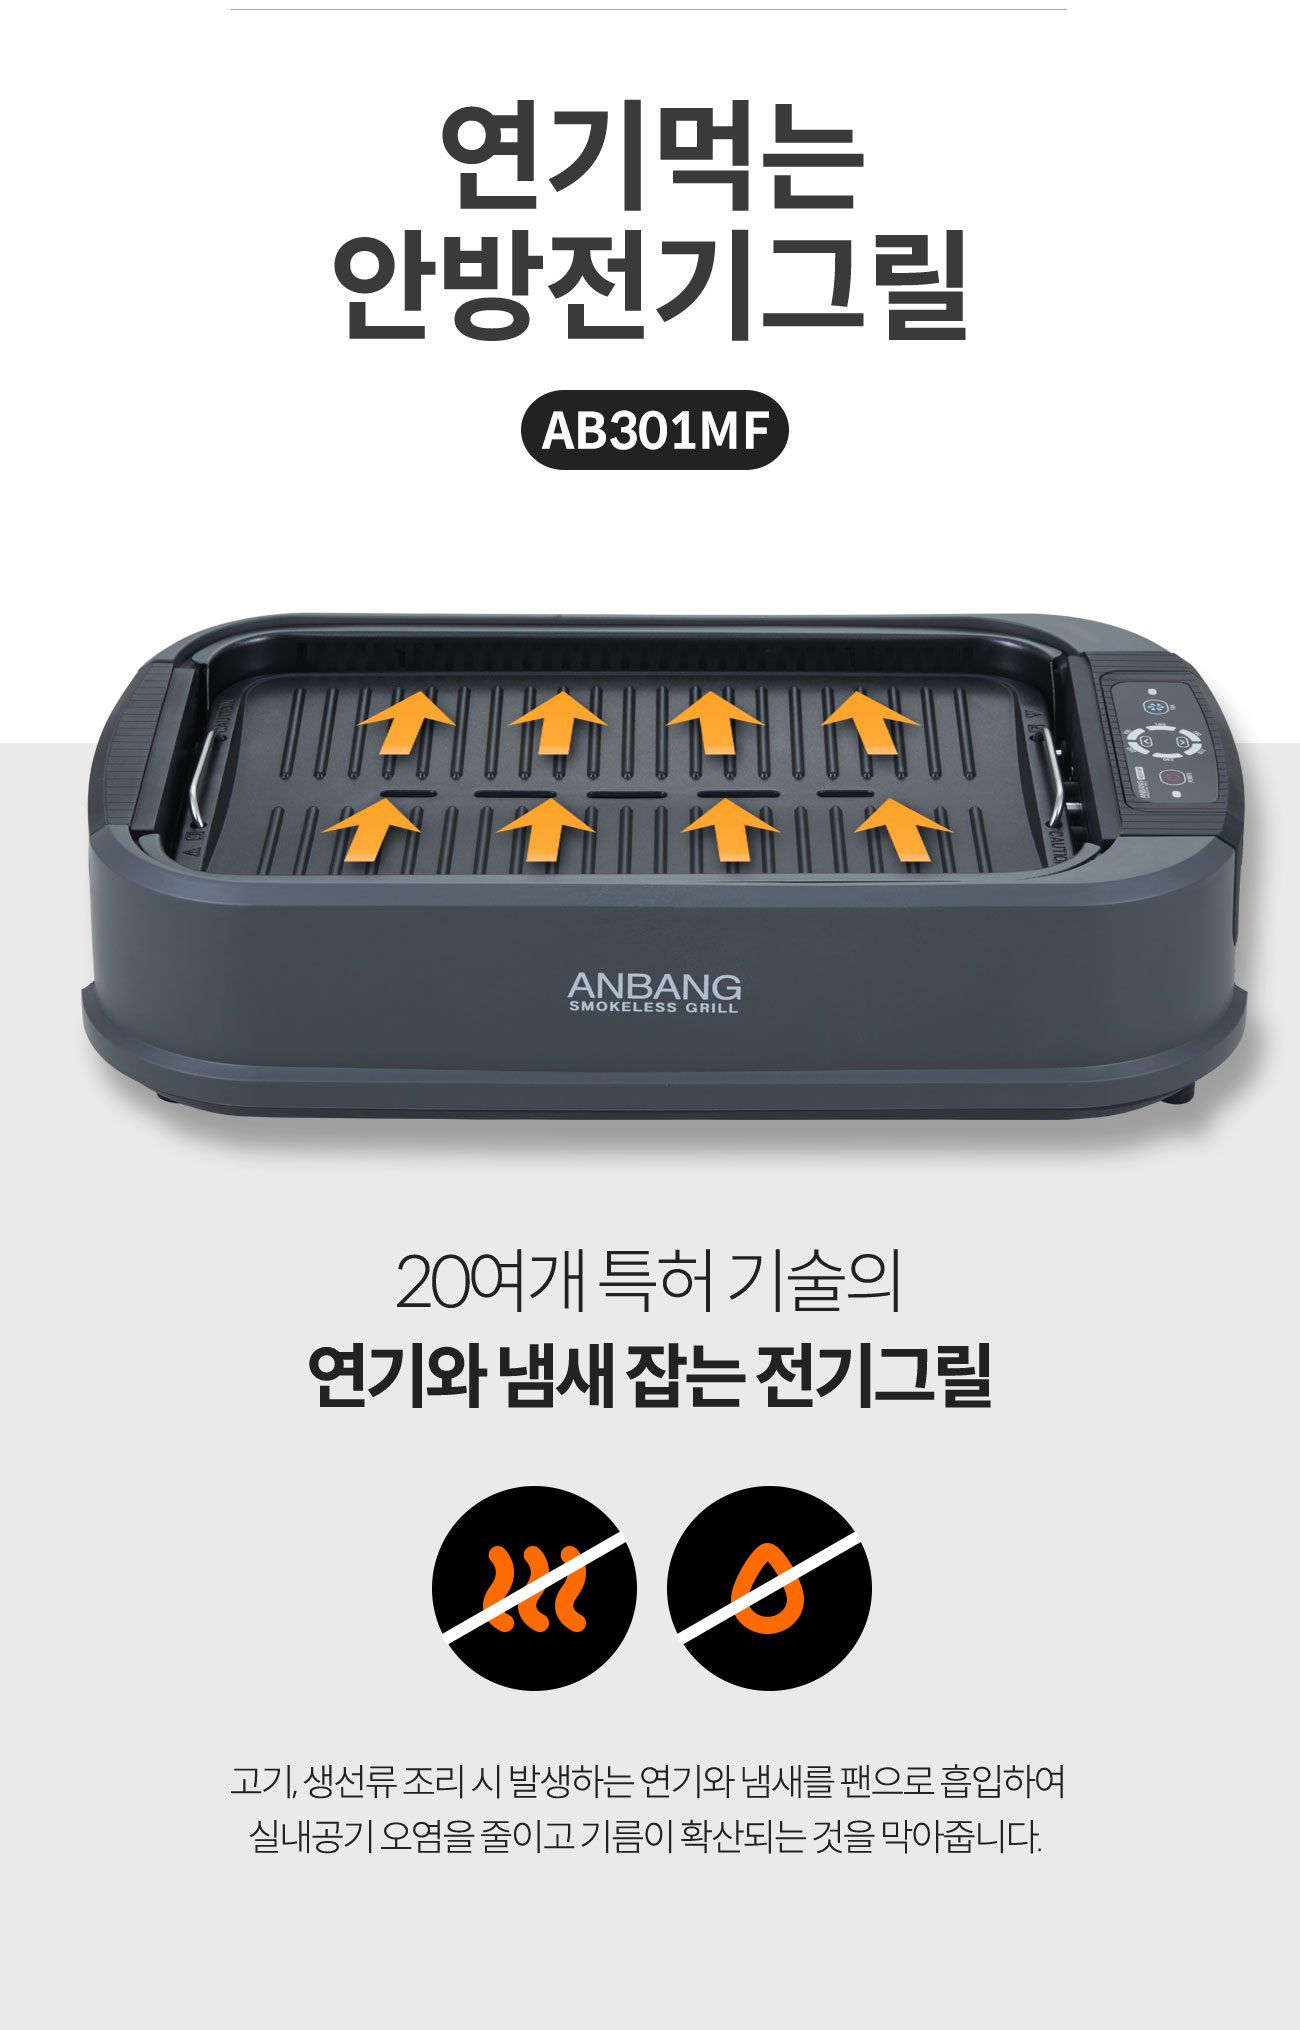 연기먹는
안방전기그릴
AB301MF
CAUTION
ANBANG
SMOKELESS GRILL
20여개 특허 기술의
연기와 냄새 잡는 전기그릴
고기, 생선류 조리 시 발생하는 연기와 냄새를 팬으로 흡입하여
실내공기 오염을 줄이고 기름이 확산되는 것을 막아줍니다.